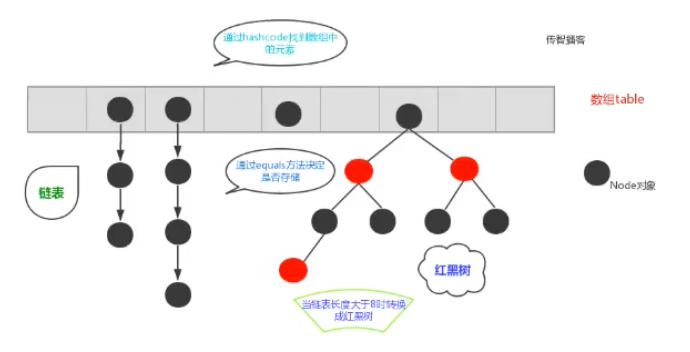 通过hashcode找到数组中
的元素
传智播客
数组table
通过equals方法决定
是否存储
链表
Node对象
红黑树
当链表长度大于8时转换
成红黑树